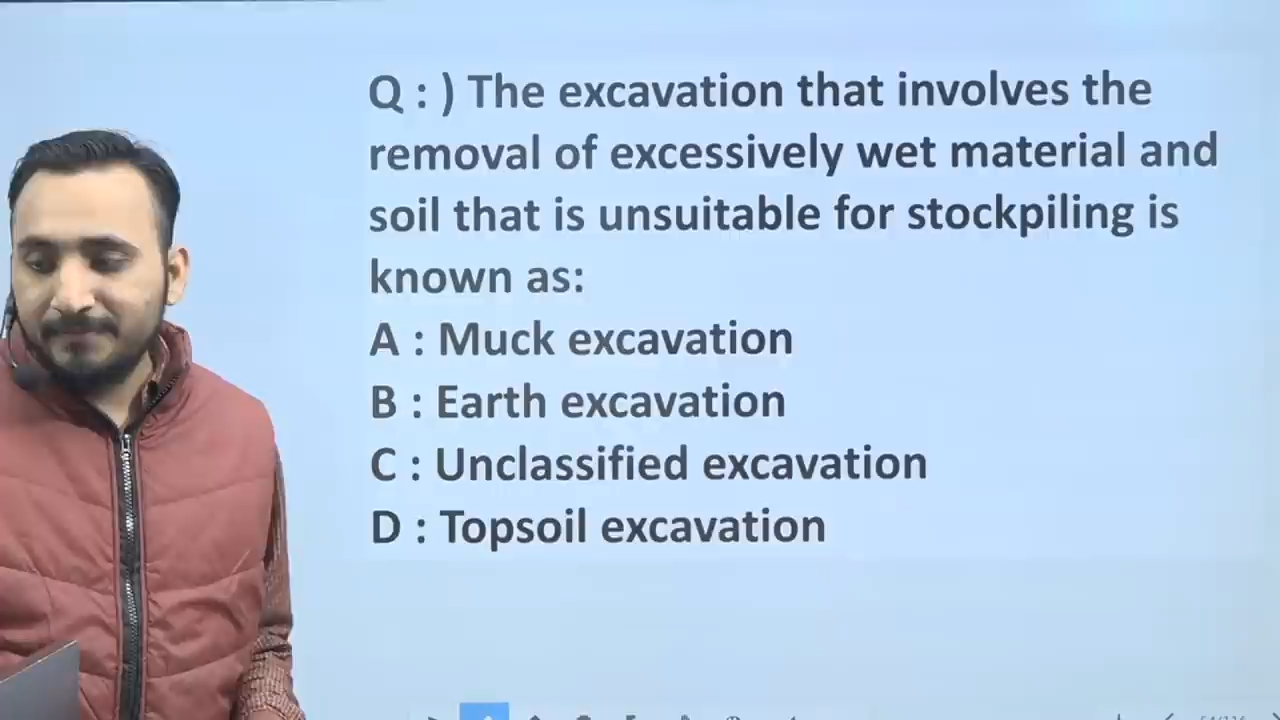 Q : ) The excavation that involves the
removal of excessively wet material and
soil that is unsuitable for stockpiling is
known as:
A : Muck excavation
B : Earth excavation
C : Unclassified excavation
D : Topsoil excavation